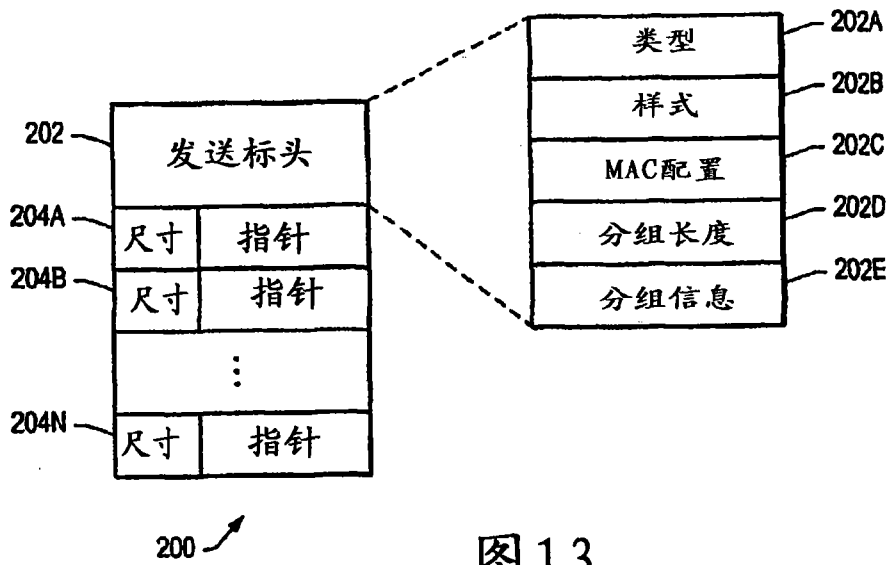 202
发送标头
204A
尺寸 指针
204B
尺寸 指针
⋮
204N
尺寸 指针
200
类型
202A
样式
202B
MAC配置
202C
分组长度
202D
分组信息
202E
图13